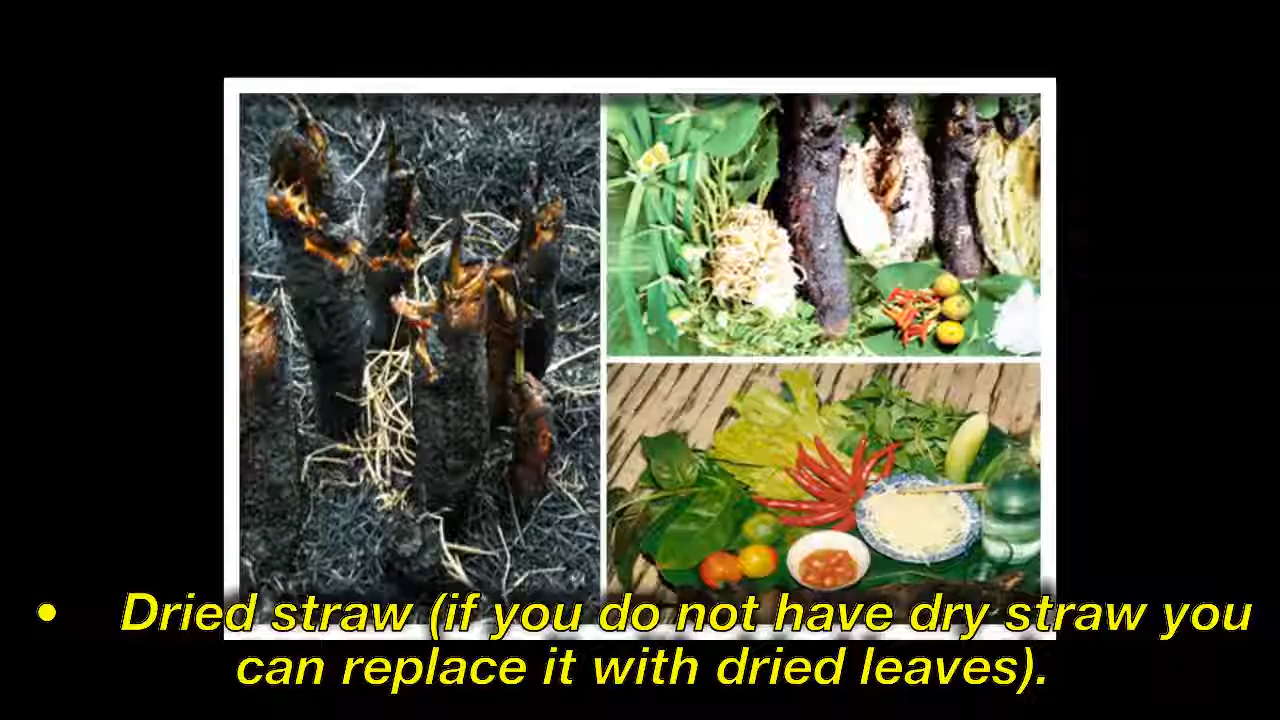 • Dried straw (if you do not have dry straw you
can replace it with dried leaves).